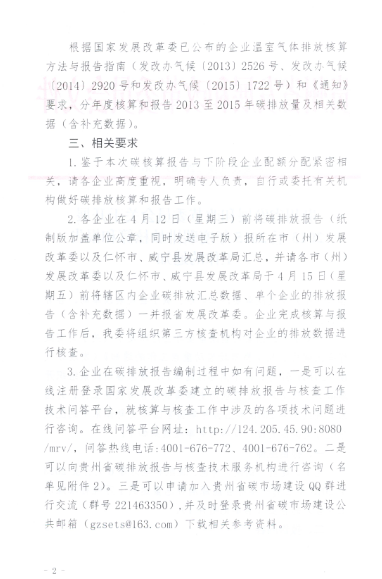 根据国家发展改革委已公布的企业温室气体排放核算
方法与报告指南（发改办气候〔2013〕2526号、发改办气候
〔2014〕2920号和发改办气候〔2015〕1722号）和《通知》
要求，分年度核算和报告2013至2015年碳排放量及相关数
据（含补充数据）。
三、相关要求
1.鉴于本次碳核算报告与下阶段企业配额分配紧密相
关，请各企业高度重视，明确专人负责，自行或委托有关机
构做好碳排放核算和报告工作。
2.各企业在4月12日（星期三）前将碳排放报告（纸
制版加盖单位公章，同时发送电子版）报所在市（州）发展
改革委以及仁怀市、威宁县发展改革局汇总，并请各市（州）
发展改革委以及仁怀市、威宁县发展改革局于4月15日（星
期五）前将辖区内企业碳排放汇总数据、单个企业的排放报
告（含补充数据）一并报省发展改革委。企业完成核算与报
告工作后，我委将组织第三方核查机构对企业的排放数据进
行核查。
3.企业在碳排放报告编制过程中如有问题，一是可以在
线注册登录国家发展改革委建立的碳排放报告与核查工作
技术问答平台，就核算与核查工作中涉及的各项技术问题进
行咨询。在线问答平台网址：http://124.205.45.90:8080
/mrv/，问答热线电话:4001-676-772、4001-676-762。二是
可以向贵州省碳排放报告与核查技术服务机构进行咨询（名
单见附件2）。三是可以申请加入贵州省碳市场建设QQ群进
行交流（群号221463350）,并及时登录贵州省碳市场建设公
共邮箱（gzsets@163.com）下载相关参考资料。
- 2 -